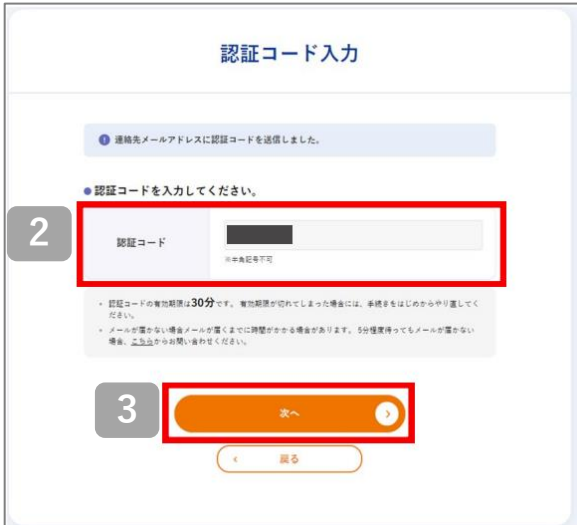 認証コード入力
連絡先メールアドレスに認証コードを送信しました。
認証コードを入力してください。
2
認証コード
※半角記号不可
・ 認証コードの有効期限は30分です。 有効期限が切れてしまった場合には、手続きをはじめからやり直してく
ださい。
・ メールが届かない場合メールが届くまでに時間がかかる場合があります。 5分程度待ってもメールが届かない
場合、こちらからお問い合わせください。
3
次へ
戻る